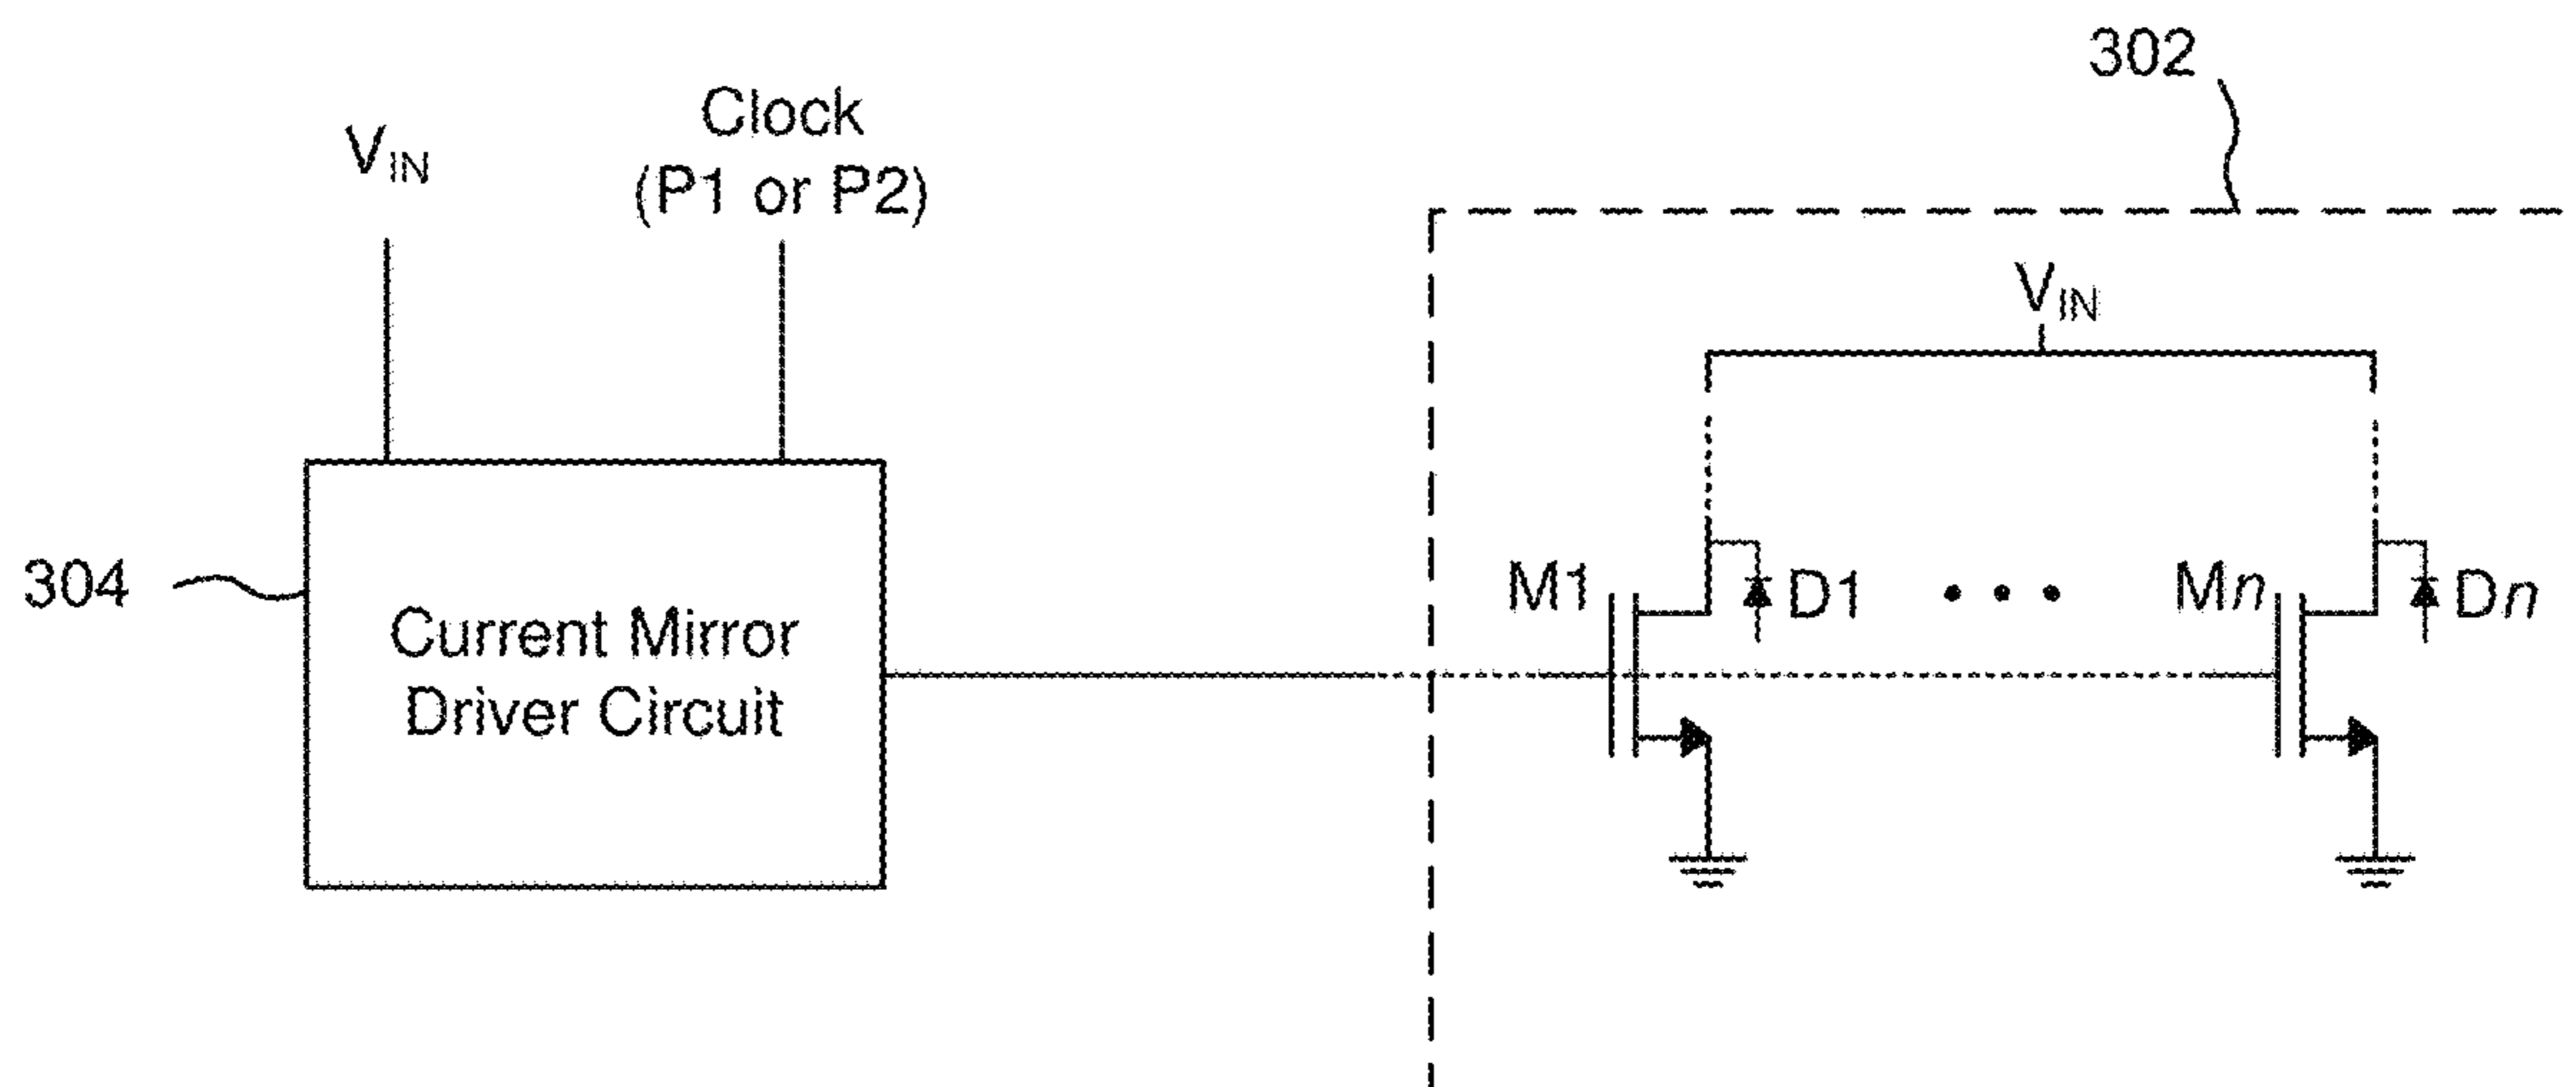 302
Clock
(P1 or P2)
VIN
VIN
304
Current Mirror
Driver Circuit
M1
D1
Mn
Dn